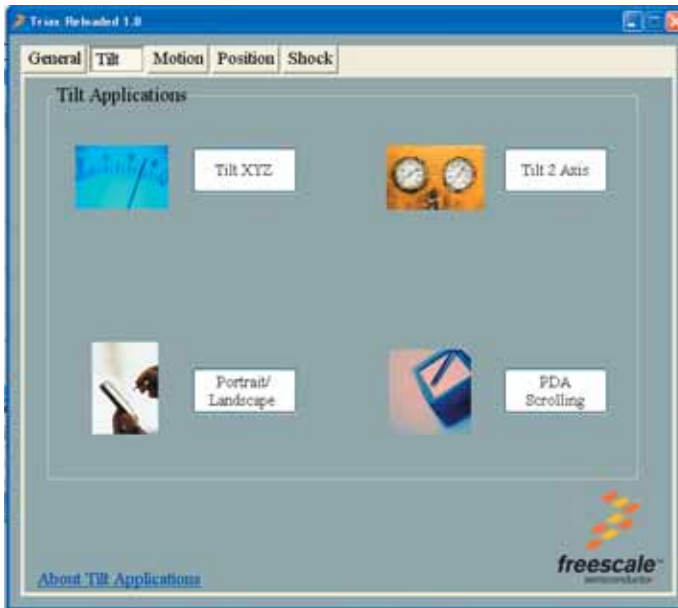 Triax Reloaded 1.0
General Tilt Motion Position Shock
Tilt Applications
Tilt XYZ
Tilt 2 Axis
Portrait/
Landscape
PDA
Scrolling
freescale™
semiconductor
About Tilt Applications